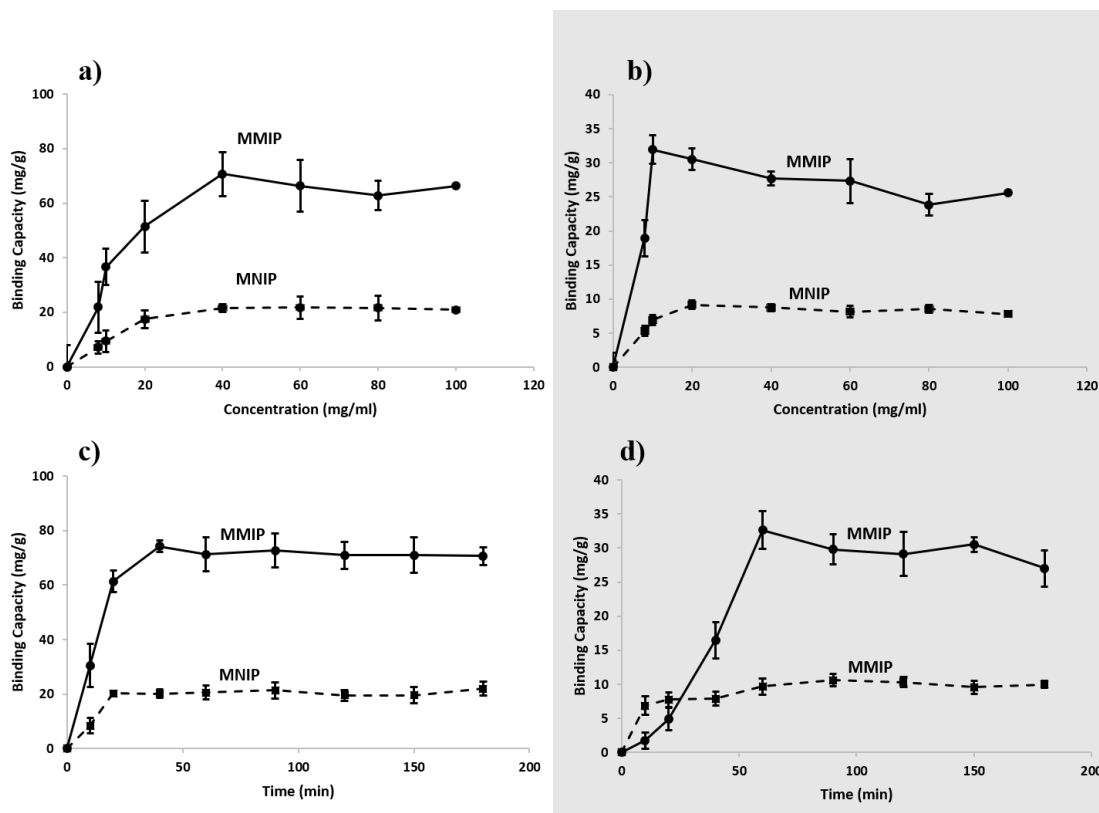 a)
Binding Capacity (mg/g)
100
80
60
40
20
0
MMIP
MNIP
0 20 40 60 80 100 120
Concentration (mg/ml)
b)
Binding Capacity (mg/g)
40
35
30
25
20
15
10
5
0
MMIP
MNIP
0 20 40 60 80 100 120
Concentration (mg/ml)
c)
Binding Capacity (mg/g)
100
80
60
40
20
0
MMIP
MNIP
0 50 100 150 200
Time (min)
d)
Binding Capacity (mg/g)
40
35
30
25
20
15
10
5
0
MMIP
MMIP
0 50 100 150 200
Time (min)